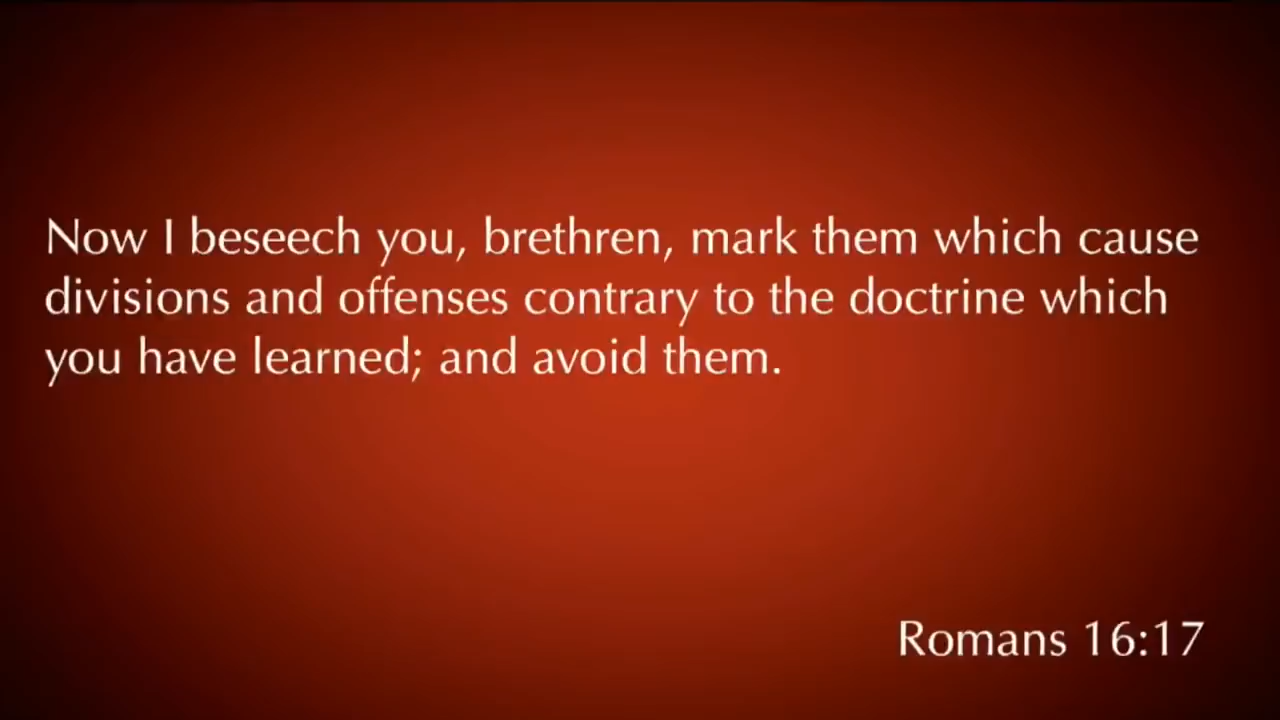 Now I beseech you, brethren, mark them which cause
divisions and offenses contrary to the doctrine which
you have learned; and avoid them.
Romans 16:17